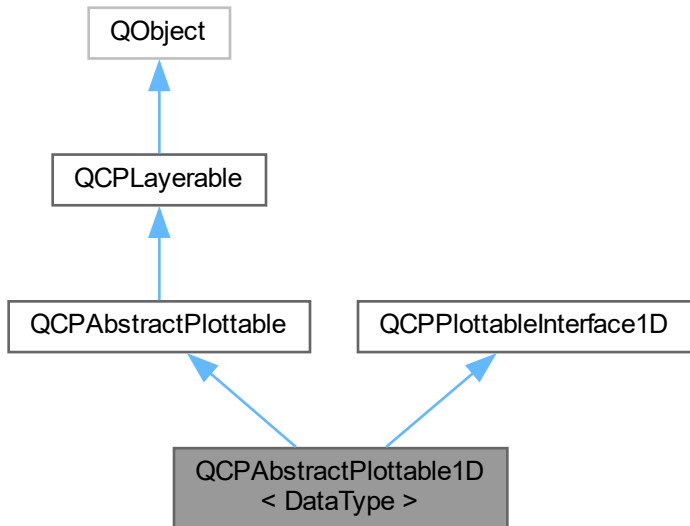 QObject
QCPLayerable
QCPAbstractPlottable
QCPPlottableInterface1D
QCPAbstractPlottable1D
< DataType >